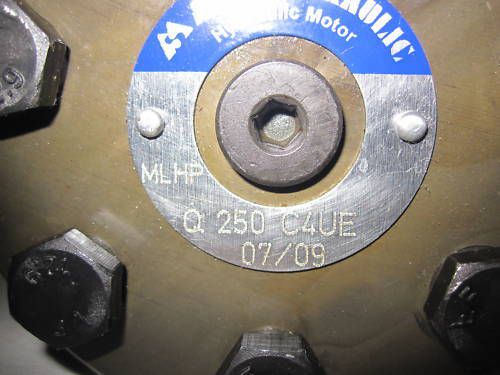 Hydraulic Motor
MLHP
Q 250 C4UE
07/09